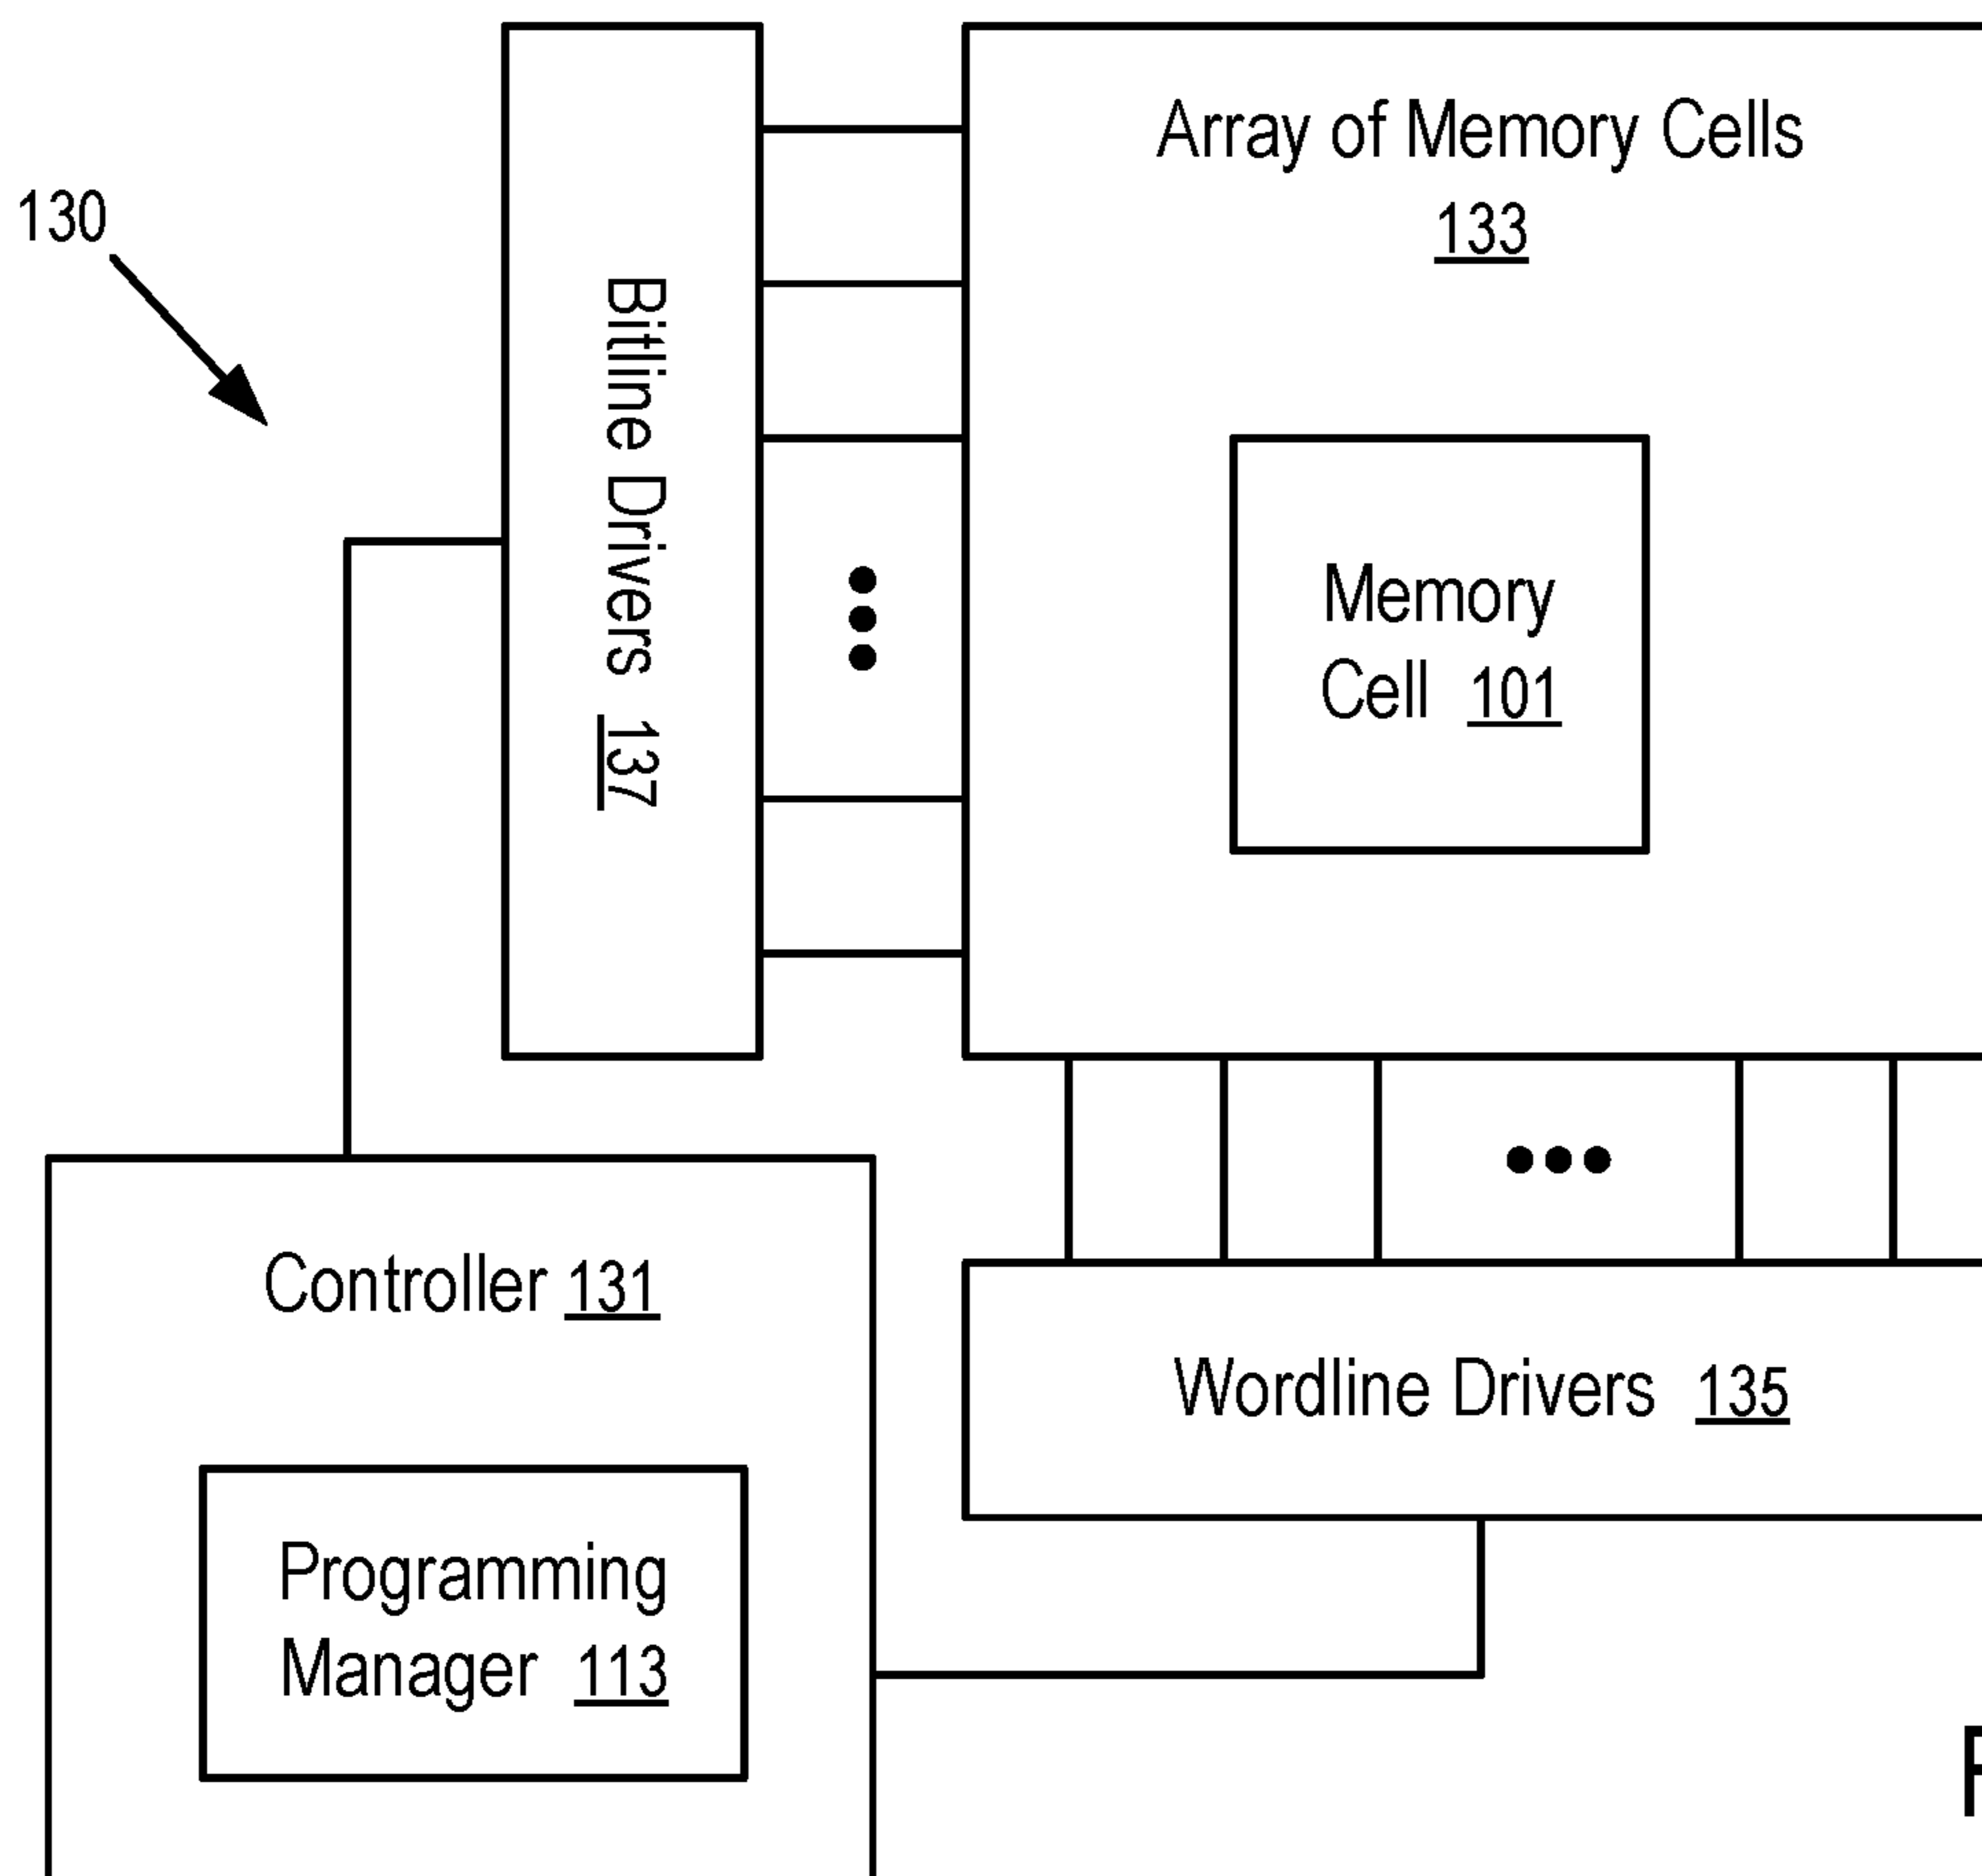 130
Bitline Drivers 137
Array of Memory Cells
133
Memory
Cell 101
Controller 131
Programming
Manager 113
Wordline Drivers 135